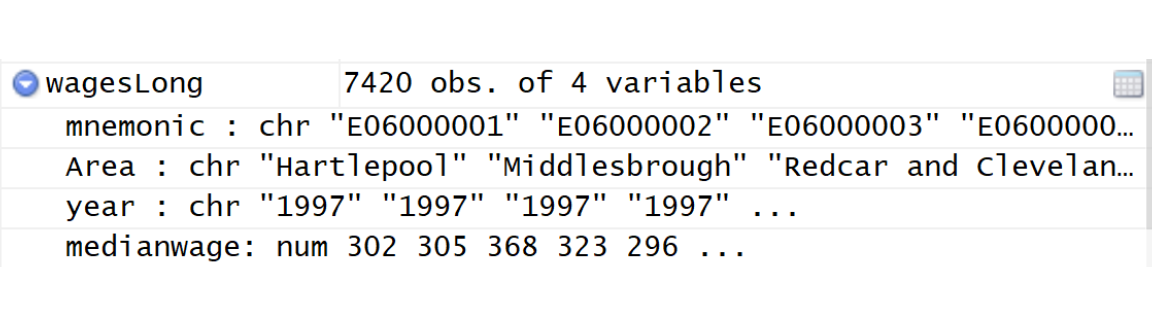 wagesLong 7420 obs. of 4 variables
mnemonic : chr "E06000001" "E06000002" "E06000003" "E0600000…
Area : chr "Hartlepool" "Middlesbrough" "Redcar and Clevelan…
year : chr "1997" "1997" "1997" "1997" ...
medianwage: num 302 305 368 323 296 ...